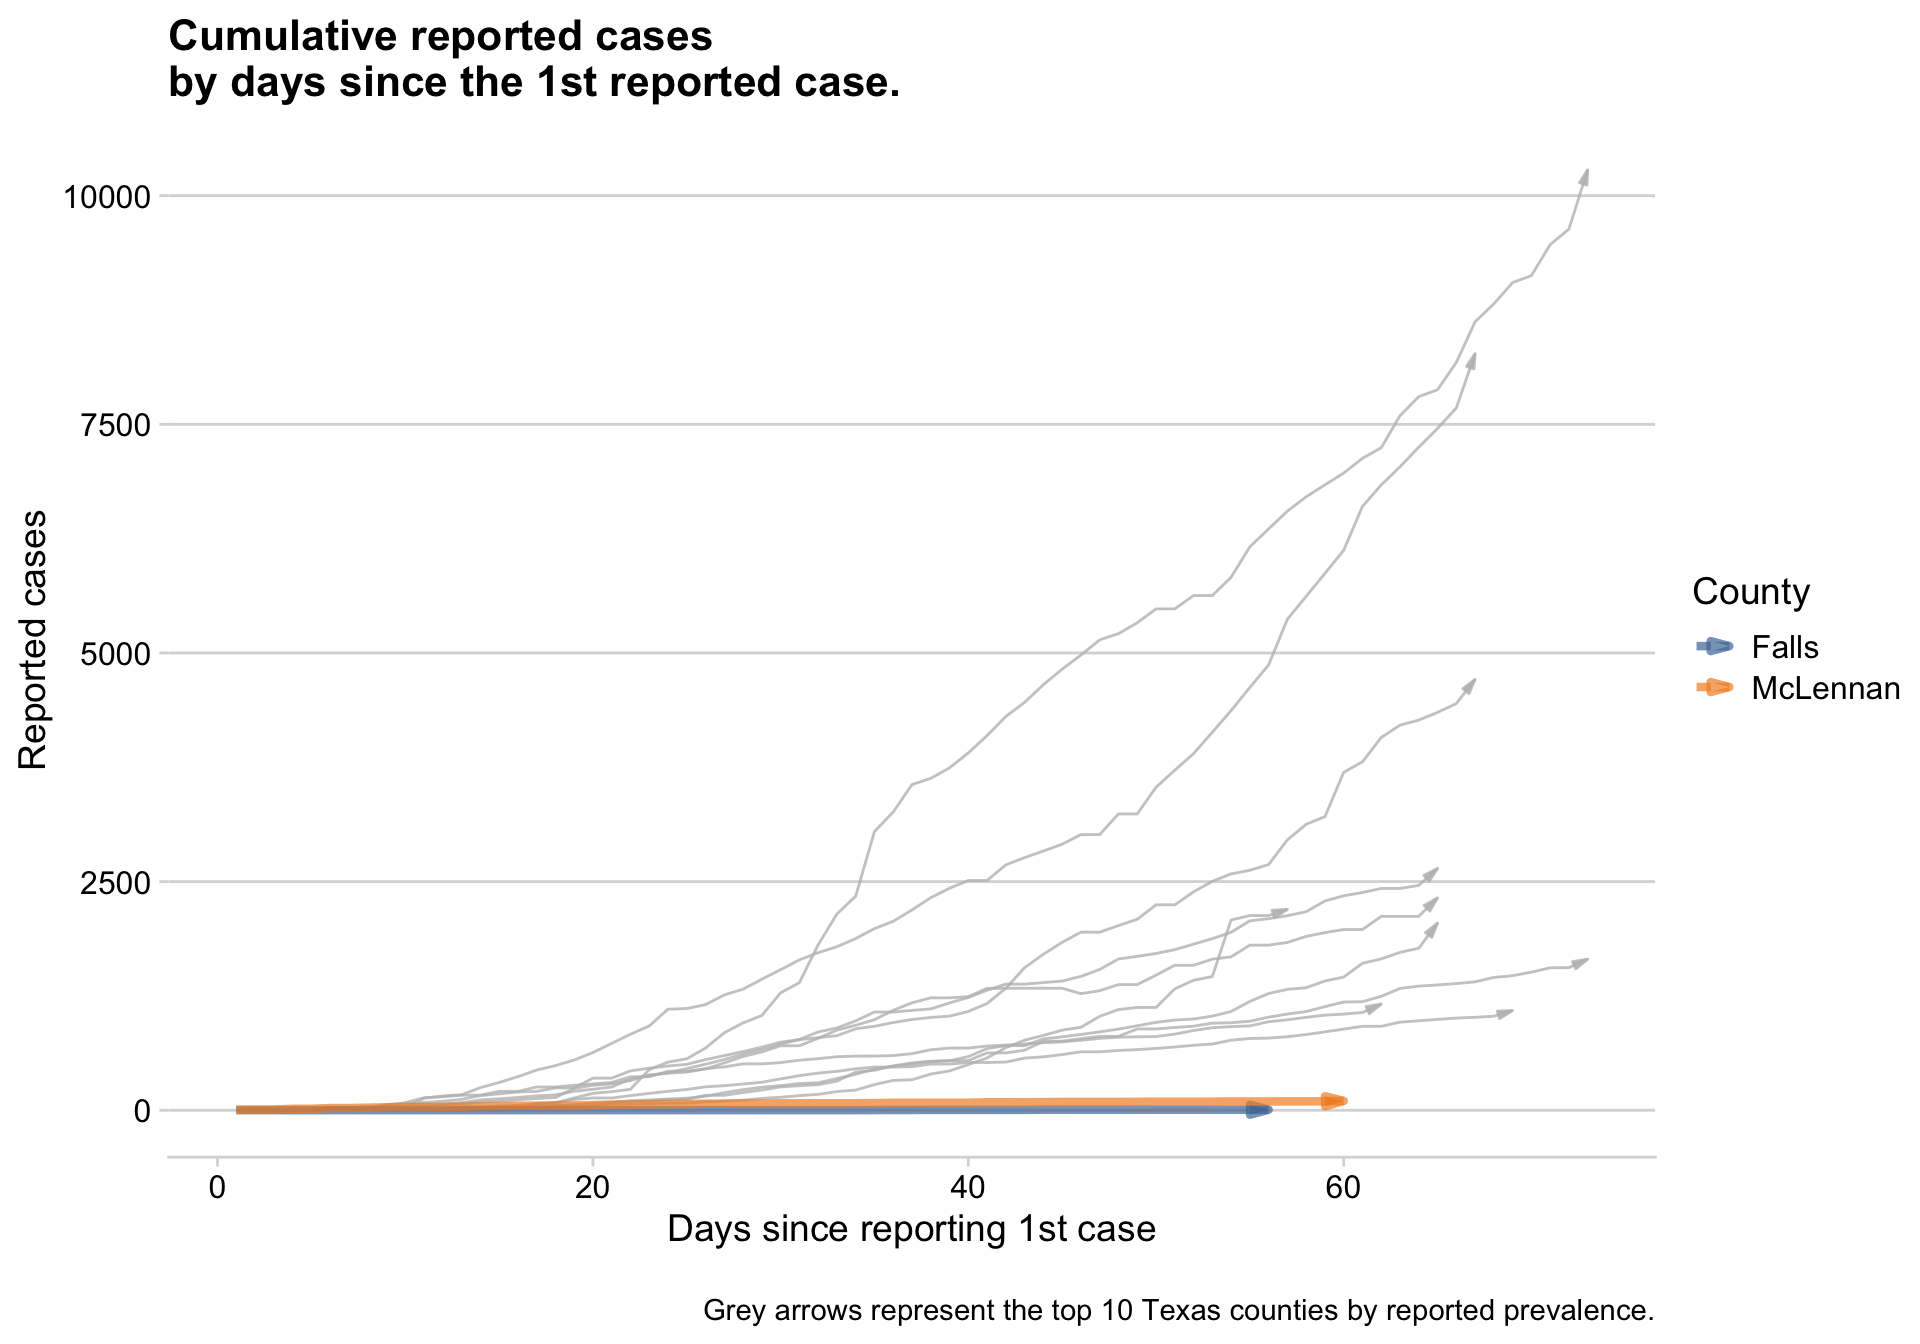 Cumulative reported cases
by days since the 1st reported case.
10000
7500
5000
2500
0
Reported cases
0 20 40 60
Days since reporting 1st case
County
Falls
McLennan
Grey arrows represent the top 10 Texas counties by reported prevalence.